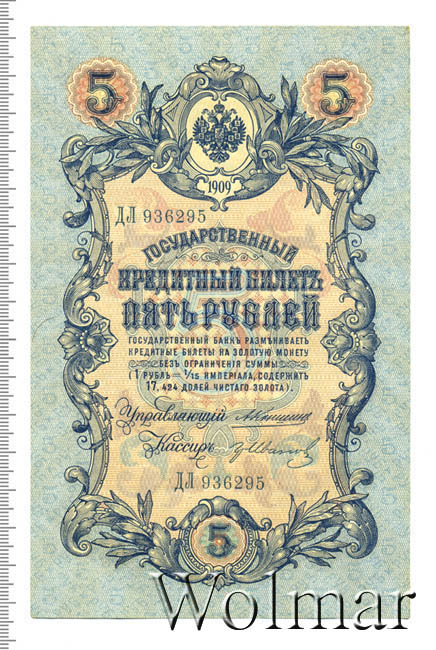 5 5
1909
ДЛ 936295
ГОСУДАРСТВЕННЫЙ
КРЕДИТНЫЙ БИЛЕТЪ
ПЯТЬ РУБЛЕЙ
ГОСУДАРСТВЕННЫЙ БАНКЪ РАЗМѢНИВАЕТЪ
КРЕДИТНЫЕ БИЛЕТЫ НА ЗОЛОТУЮ МОНЕТУ
БЕЗЪ ОГРАНИЧЕНІЯ СУММЫ
(1 РУБЛЬ = 1/15 ИМПЕРІАЛА, СОДЕРЖИТЪ
17,424 ДОЛЕЙ ЧИСТАГО ЗОЛОТА).
Управляющій
Кассиръ
ДЛ 936295
5
Wolmar